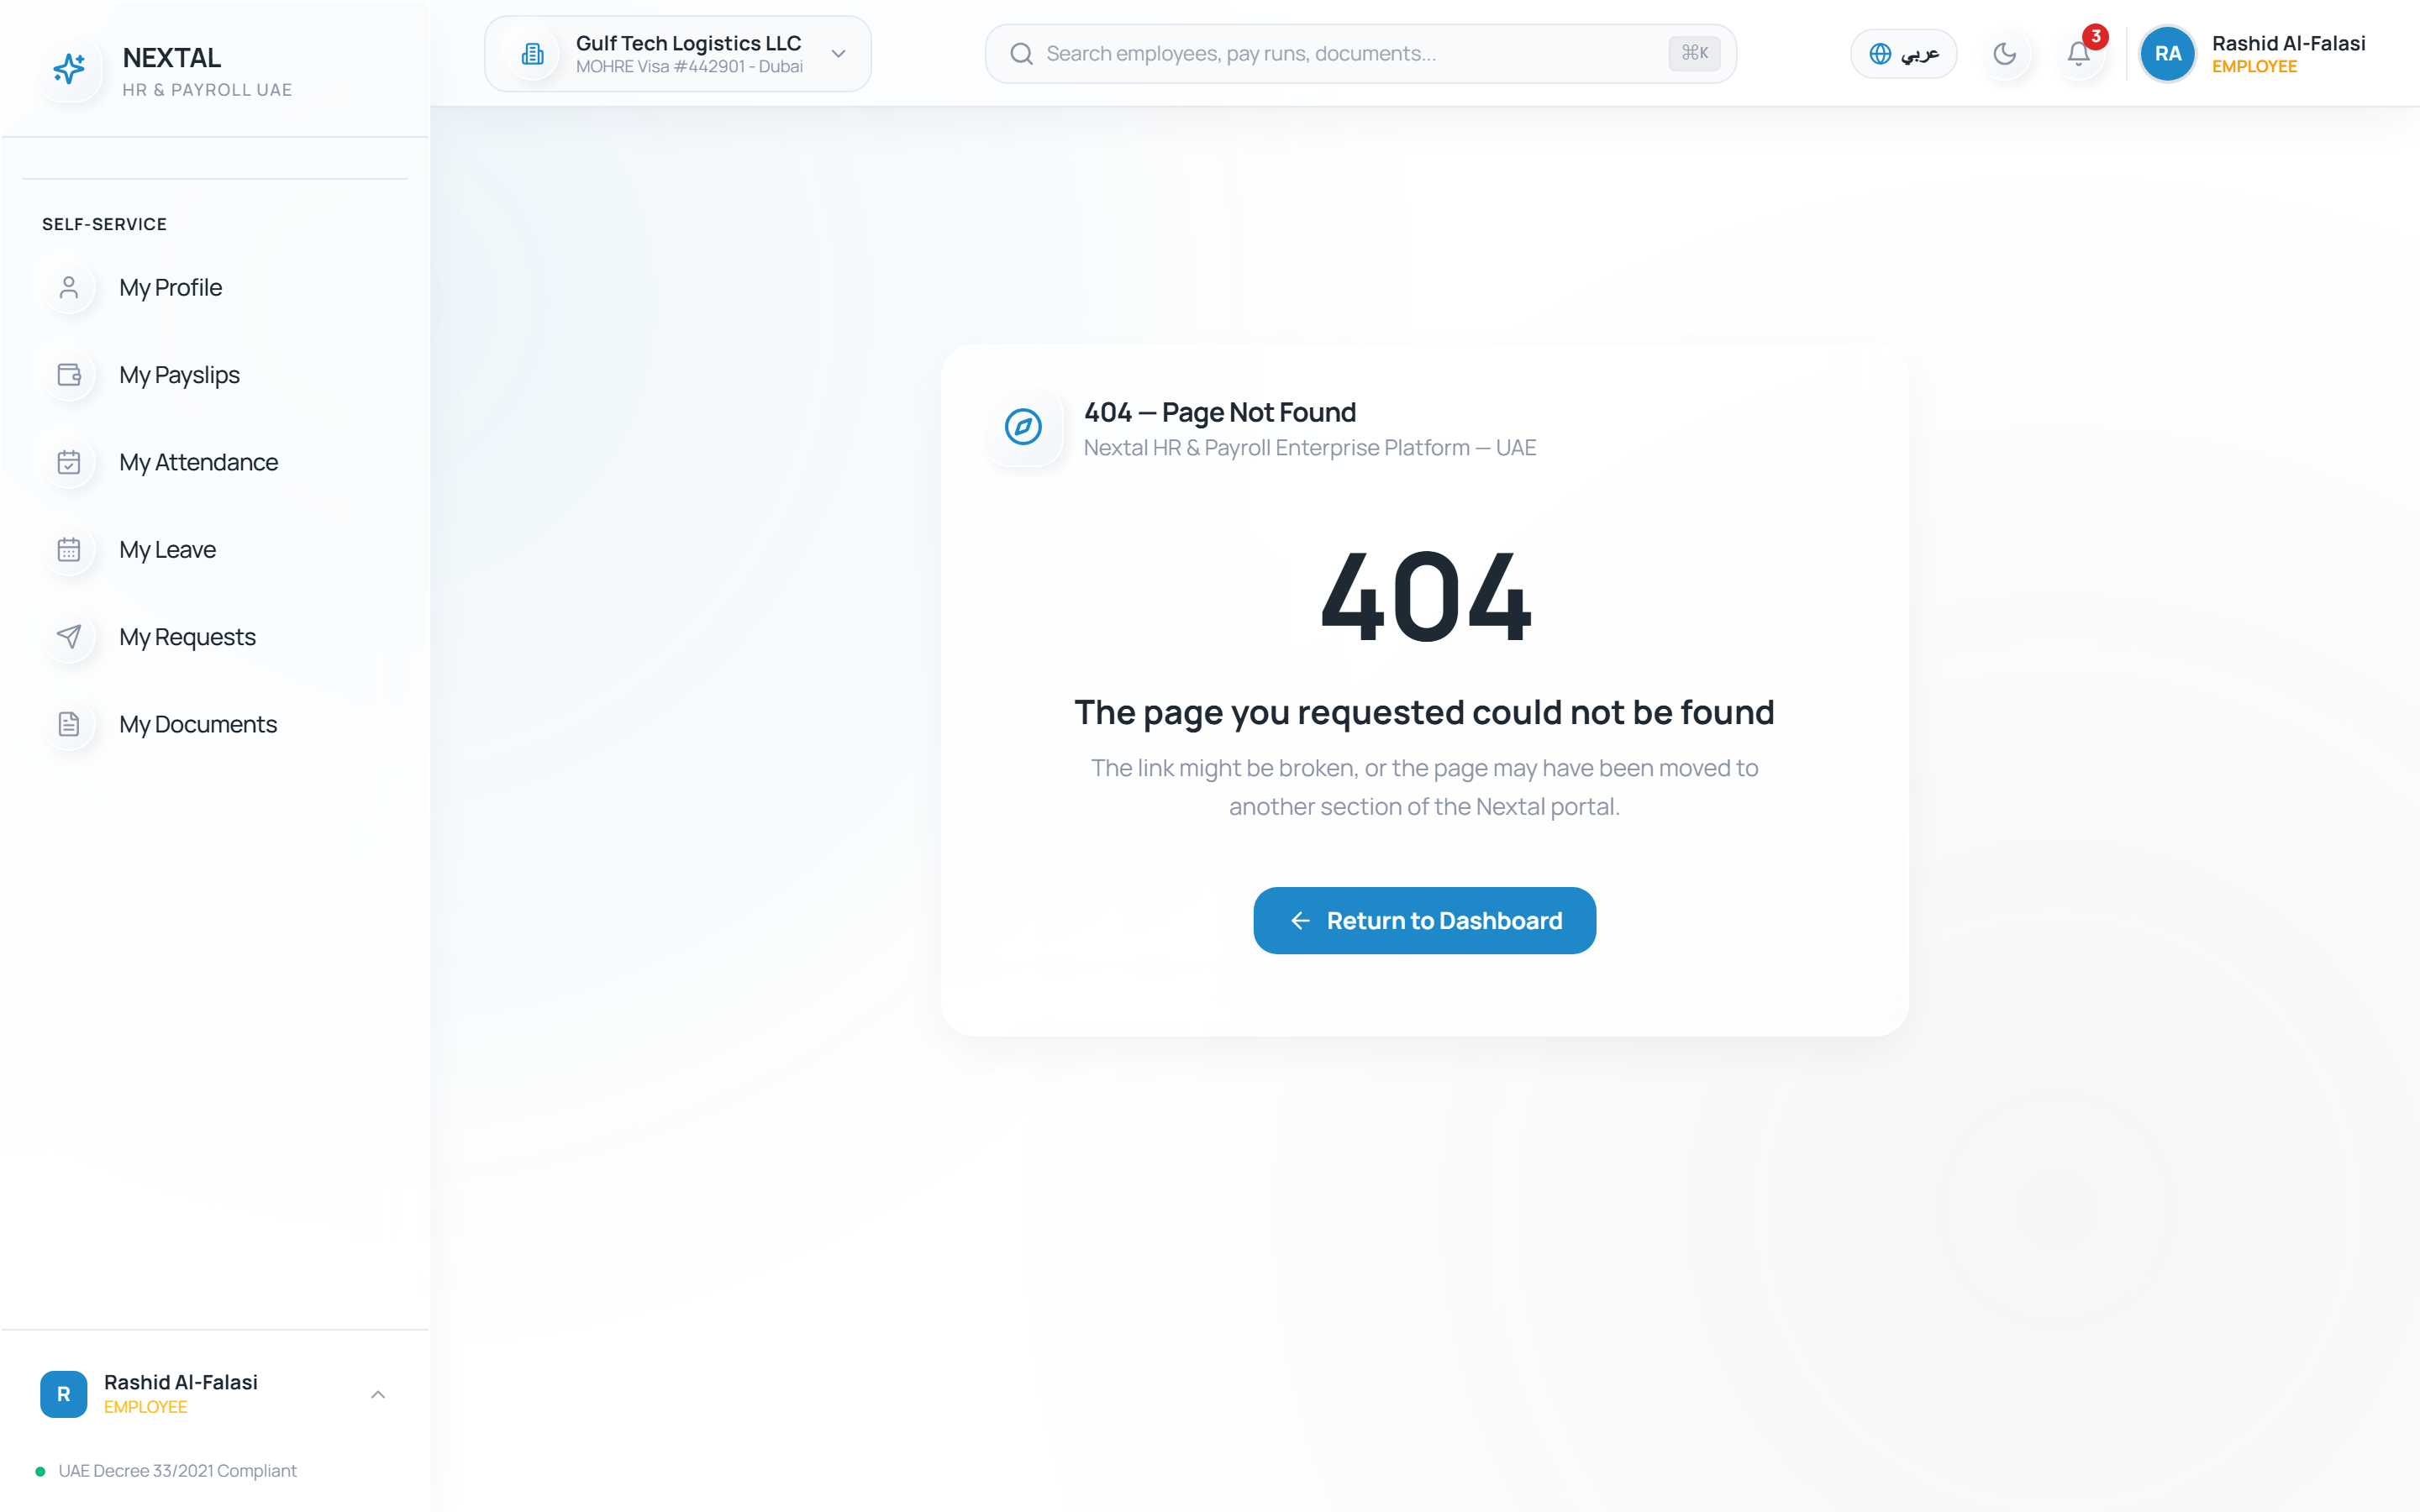 NEXTAL
HR & PAYROLL UAE
Gulf Tech Logistics LLC
MOHRE Visa #442901 - Dubai
Search employees, pay runs, documents...
⌘K
عربي
3
RA
Rashid Al-Falasi
EMPLOYEE
SELF-SERVICE
My Profile
My Payslips
My Attendance
My Leave
My Requests
My Documents
404 — Page Not Found
Nextal HR & Payroll Enterprise Platform — UAE
404
The page you requested could not be found
The link might be broken, or the page may have been moved to
another section of the Nextal portal.
Return to Dashboard
R
Rashid Al-Falasi
EMPLOYEE
UAE Decree 33/2021 Compliant